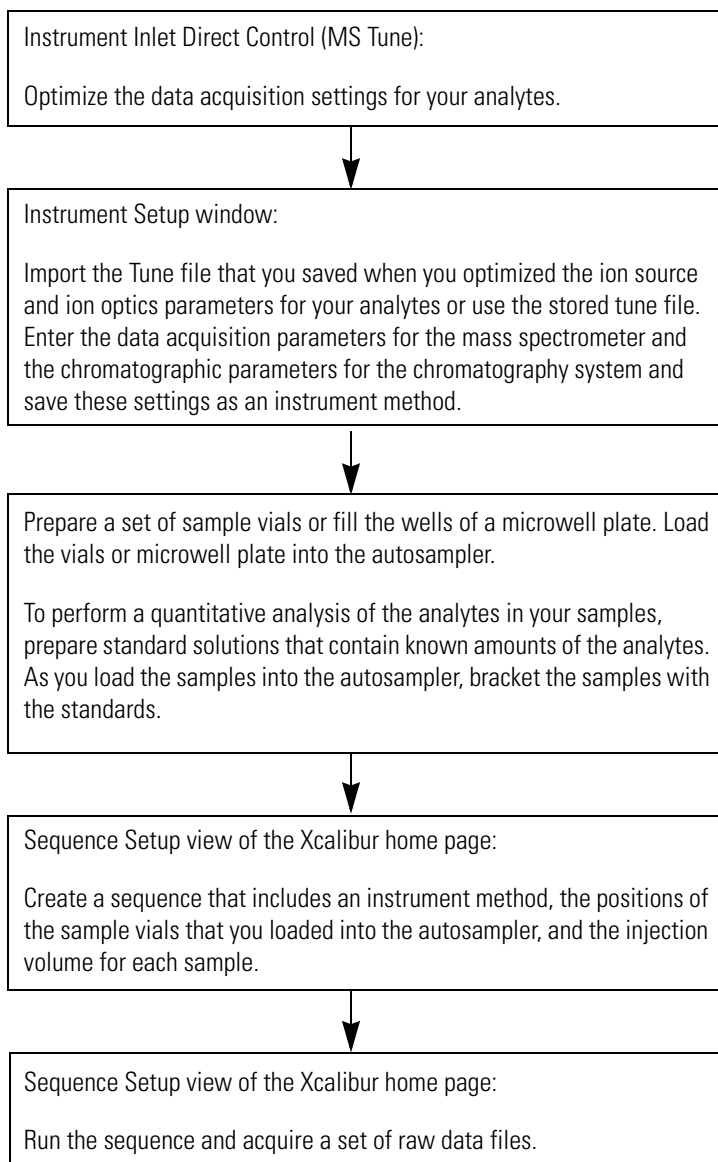 Instrument Inlet Direct Control (MS Tune):
Optimize the data acquisition settings for your analytes.
Instrument Setup window:
Import the Tune file that you saved when you optimized the ion source
and ion optics parameters for your analytes or use the stored tune file.
Enter the data acquisition parameters for the mass spectrometer and
the chromatographic parameters for the chromatography system and
save these settings as an instrument method.
Prepare a set of sample vials or fill the wells of a microwell plate. Load
the vials or microwell plate into the autosampler.
To perform a quantitative analysis of the analytes in your samples,
prepare standard solutions that contain known amounts of the analytes.
As you load the samples into the autosampler, bracket the samples with
the standards.
Sequence Setup view of the Xcalibur home page:
Create a sequence that includes an instrument method, the positions of
the sample vials that you loaded into the autosampler, and the injection
volume for each sample.
Sequence Setup view of the Xcalibur home page:
Run the sequence and acquire a set of raw data files.